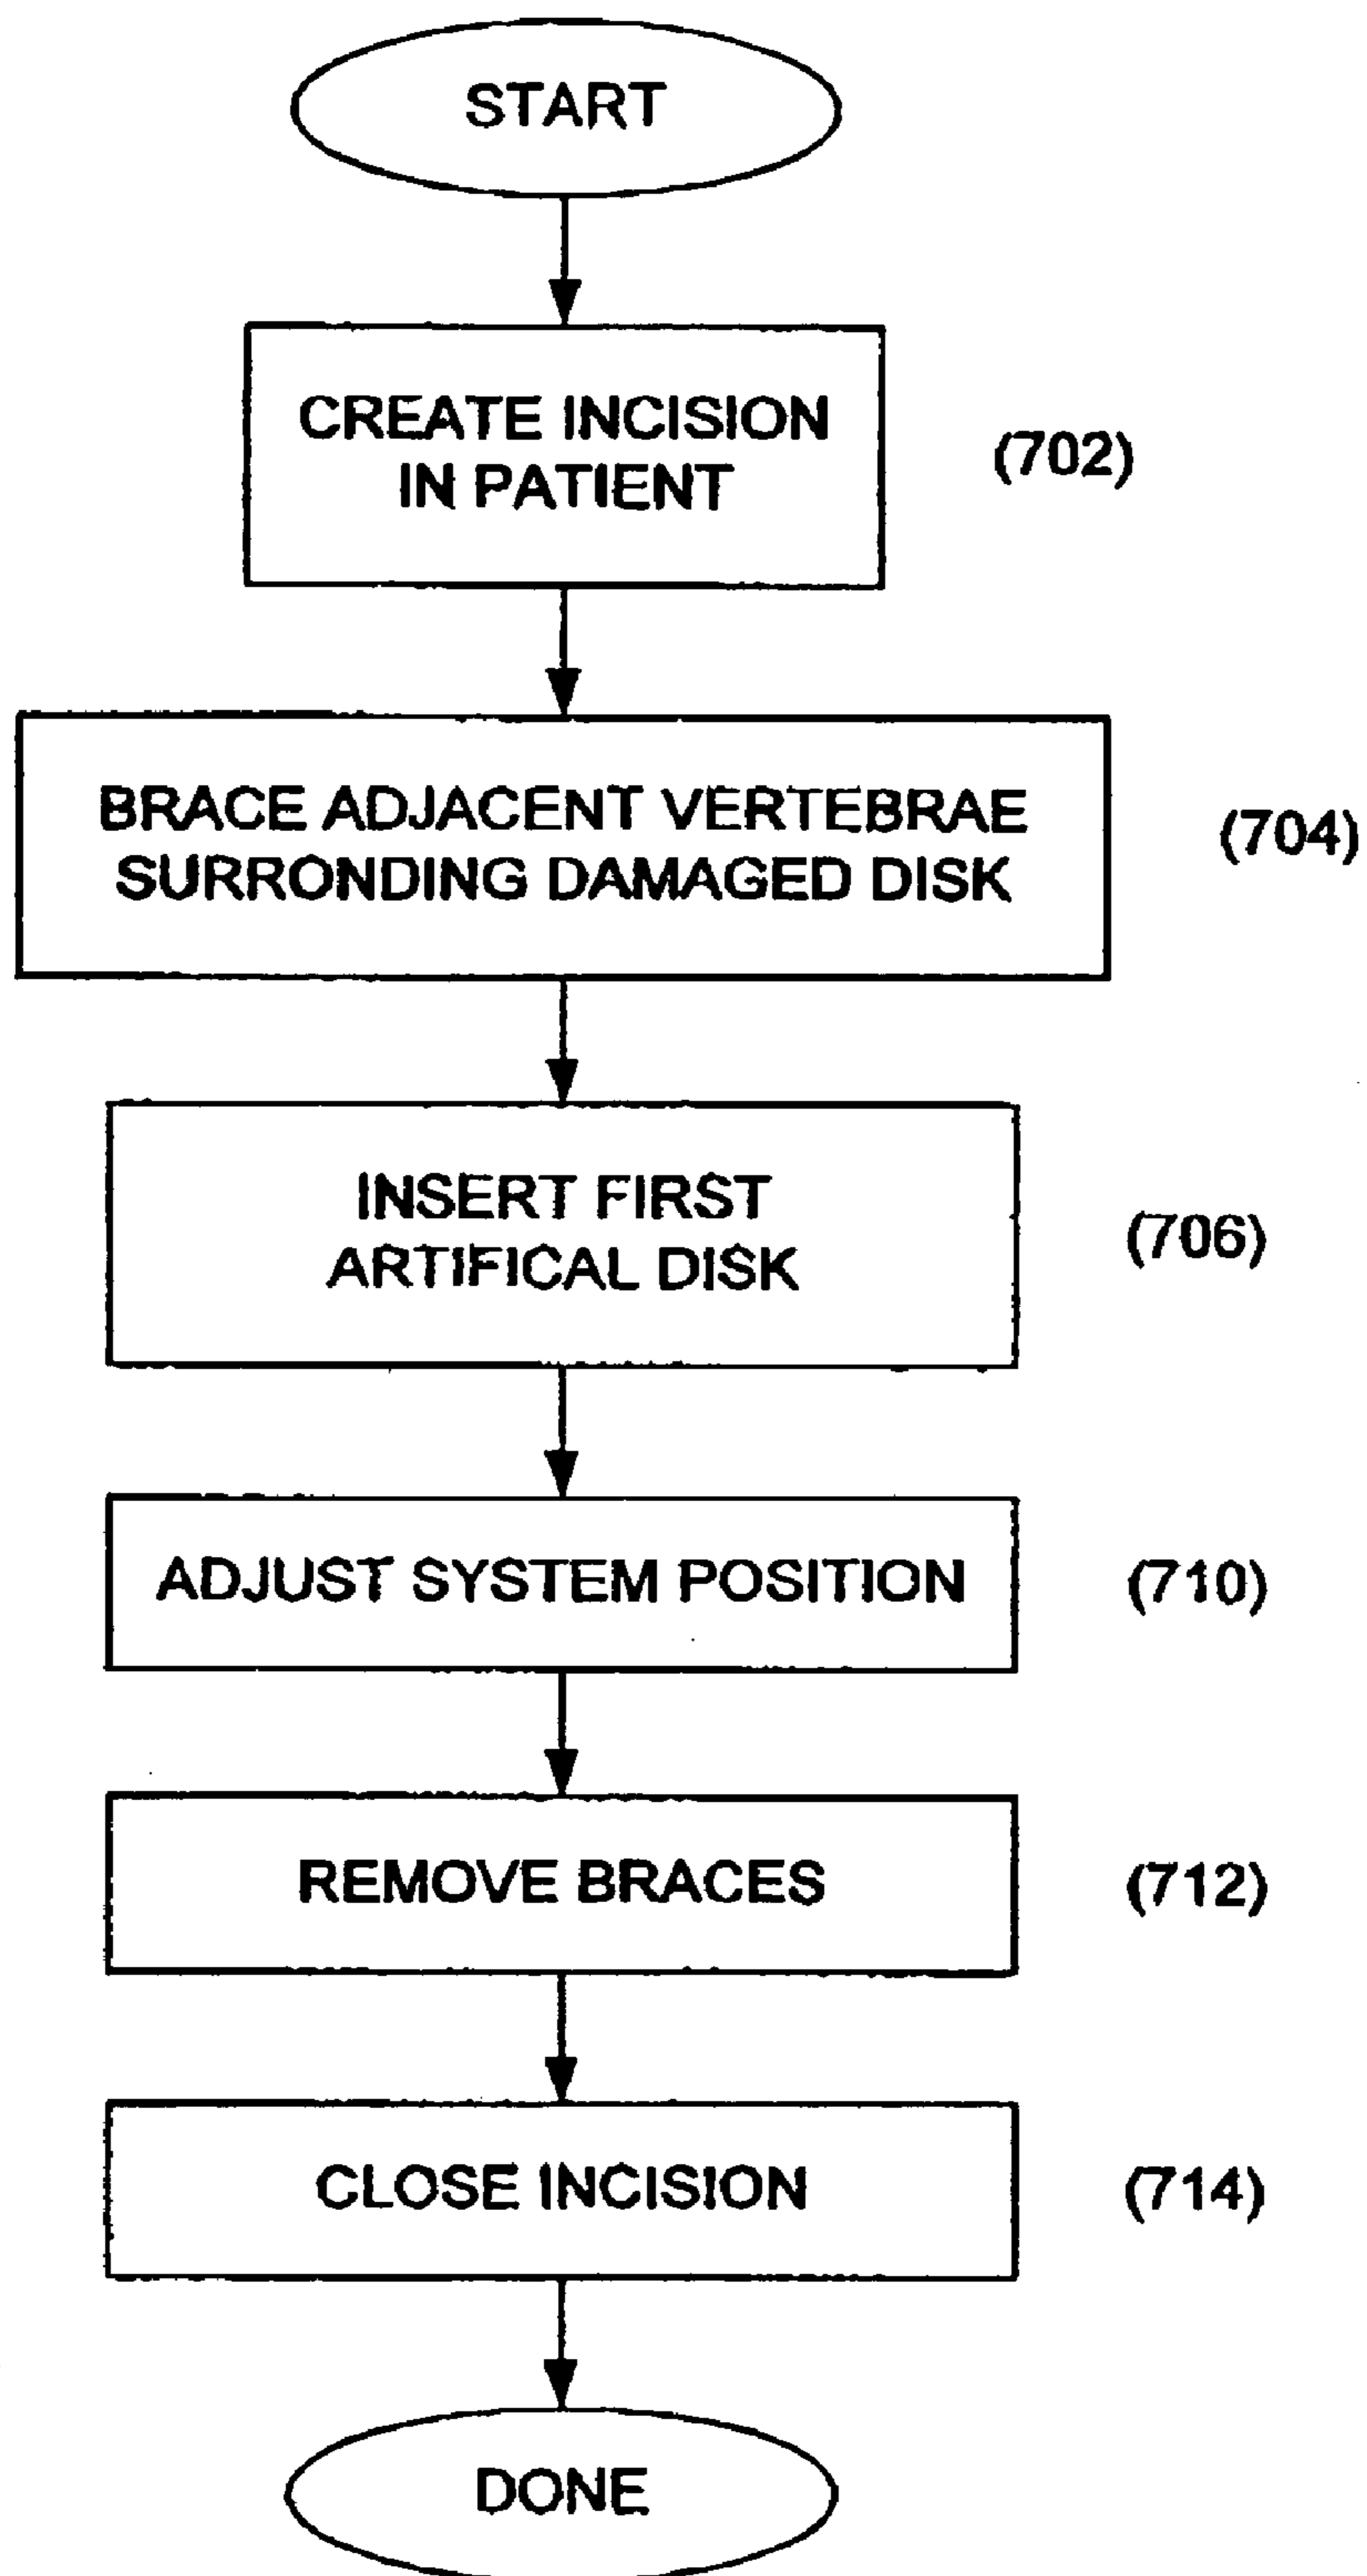 START
CREATE INCISION
IN PATIENT
(702)
BRACE ADJACENT VERTEBRAE
SURRONDING DAMAGED DISK
(704)
INSERT FIRST
ARTIFICAL DISK
(706)
ADJUST SYSTEM POSITION
(710)
REMOVE BRACES
(712)
CLOSE INCISION
(714)
DONE